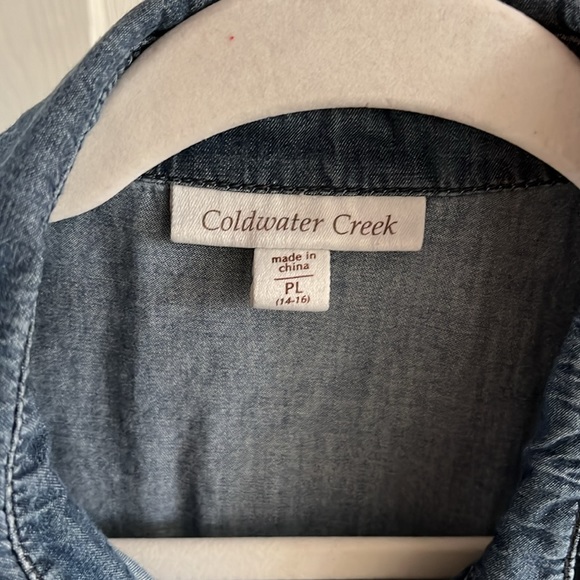 Coldwater Creek
made in
china
PL
(14-16)